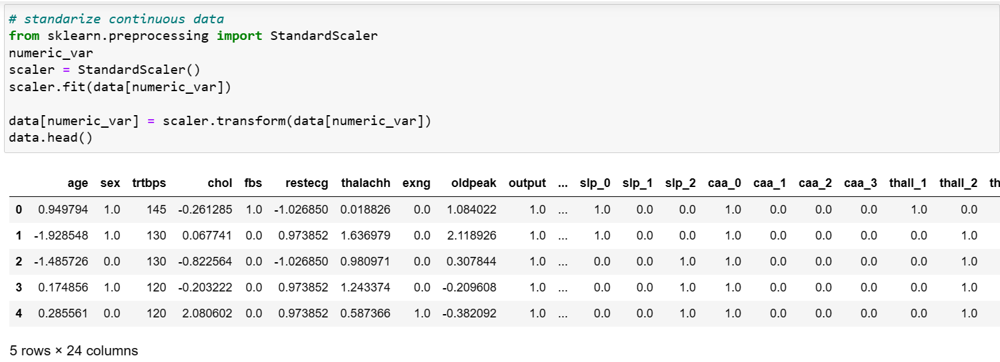 # standarize continuous data
from sklearn.preprocessing import StandardScaler
numeric_var
scaler = StandardScaler()
scaler.fit(data[numeric_var])
data[numeric_var] = scaler.transform(data[numeric_var])
data.head()
age sex trtbps chol fbs restecg thalachh exng oldpeak output ... slp_0 slp_1 slp_2 caa_0 caa_1 caa_2 caa_3 thall_1 thall_2 th
0 0.949794 1.0 145 -0.261285 1.0 -1.026850 0.018826 0.0 1.084022 1.0 ... 1.0 0.0 0.0 1.0 0.0 0.0 0.0 1.0 0.0
1 -1.928548 1.0 130 0.067741 0.0 0.973852 1.636979 0.0 2.118926 1.0 ... 1.0 0.0 0.0 1.0 0.0 0.0 0.0 0.0 1.0
2 -1.485726 0.0 130 -0.822564 0.0 -1.026850 0.980971 0.0 0.307844 1.0 ... 0.0 0.0 1.0 1.0 0.0 0.0 0.0 0.0 1.0
3 0.174856 1.0 120 -0.203222 0.0 0.973852 1.243374 0.0 -0.209608 1.0 ... 0.0 0.0 1.0 1.0 0.0 0.0 0.0 0.0 1.0
4 0.285561 0.0 120 2.080602 0.0 0.973852 0.587366 1.0 -0.382092 1.0 ... 0.0 0.0 1.0 1.0 0.0 0.0 0.0 0.0 1.0
5 rows × 24 columns